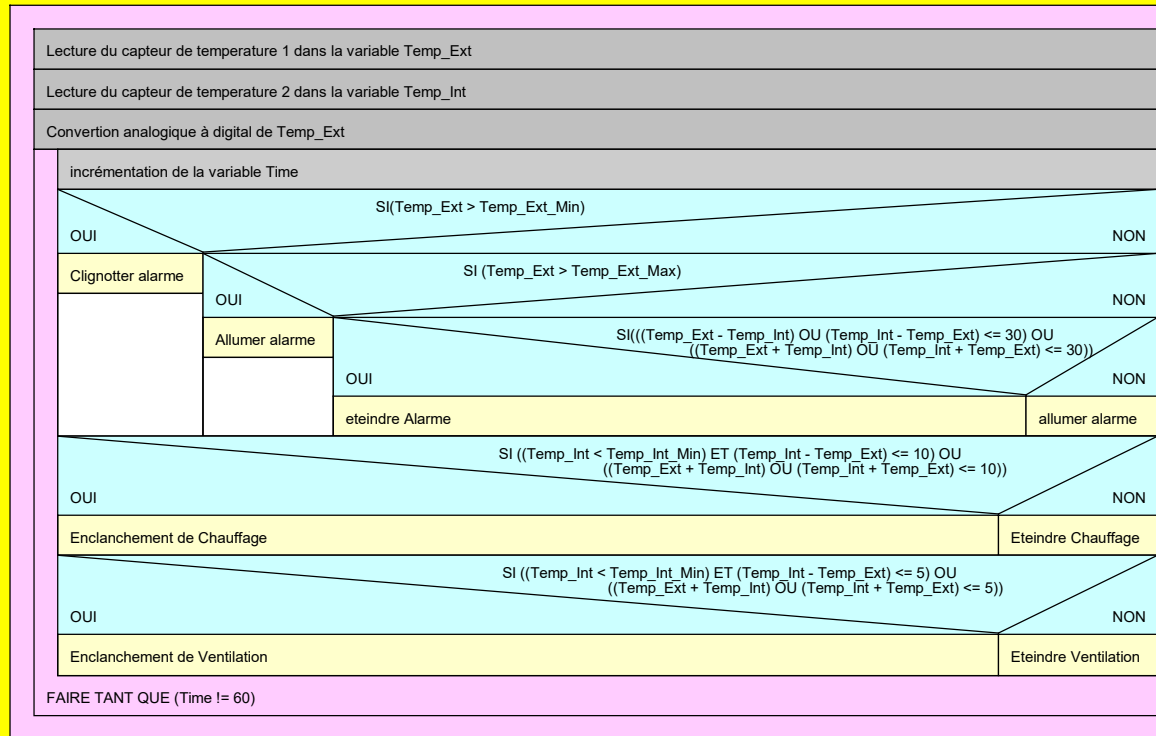 Lecture du capteur de temperature 1 dans la variable Temp_Ext
Lecture du capteur de temperature 2 dans la variable Temp_Int
Convertion analogique à digital de Temp_Ext
incrémentation de la variable Time
SI(Temp_Ext > Temp_Ext_Min)
OUI
NON
Clignotter alarme
SI (Temp_Ext > Temp_Ext_Max)
OUI
NON
Allumer alarme
SI(((Temp_Ext - Temp_Int) OU (Temp_Int - Temp_Ext) <= 30) OU
((Temp_Ext + Temp_Int) OU (Temp_Int + Temp_Ext) <= 30))
OUI
NON
eteindre Alarme
allumer alarme
SI ((Temp_Int < Temp_Int_Min) ET (Temp_Int - Temp_Ext) <= 10) OU
((Temp_Ext + Temp_Int) OU (Temp_Int + Temp_Ext) <= 10))
OUI
NON
Enclanchement de Chauffage
Eteindre Chauffage
SI ((Temp_Int < Temp_Int_Min) ET (Temp_Int - Temp_Ext) <= 5) OU
((Temp_Ext + Temp_Int) OU (Temp_Int + Temp_Ext) <= 5))
OUI
NON
Enclanchement de Ventilation
Eteindre Ventilation
FAIRE TANT QUE (Time != 60)